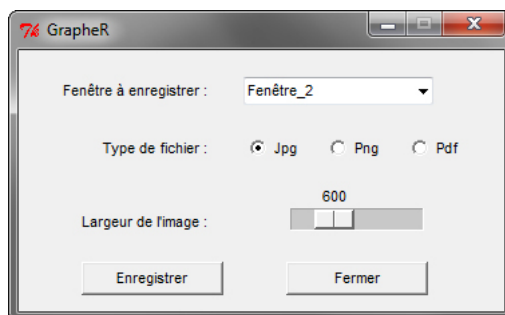 GrapheR
Fenêtre à enregistrer : Fenêtre_2
Type de fichier : Jpg Png Pdf
600
Largeur de l'image :
Enregistrer Fermer